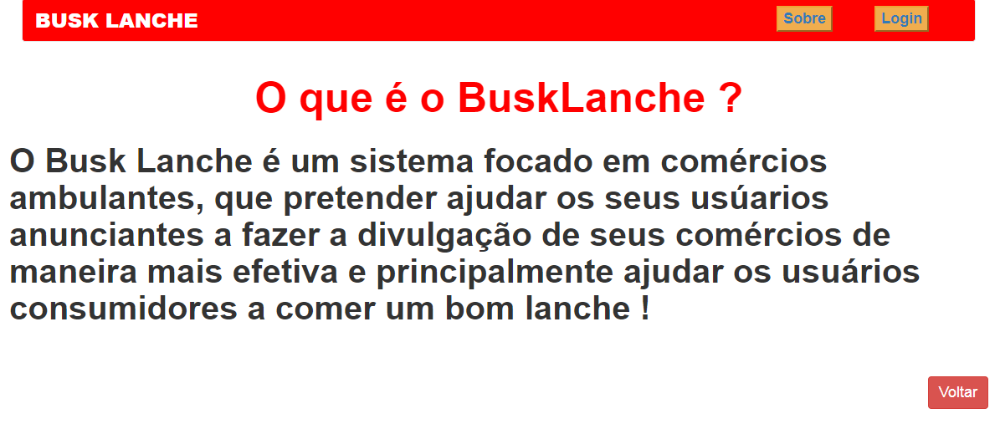 BUSK LANCHE
Sobre
Login
O que é o BuskLanche ?
O Busk Lanche é um sistema focado em comércios
ambulantes, que pretender ajudar os seus usúarios
anunciantes a fazer a divulgação de seus comércios de
maneira mais efetiva e principalmente ajudar os usuários
consumidores a comer um bom lanche !
Voltar